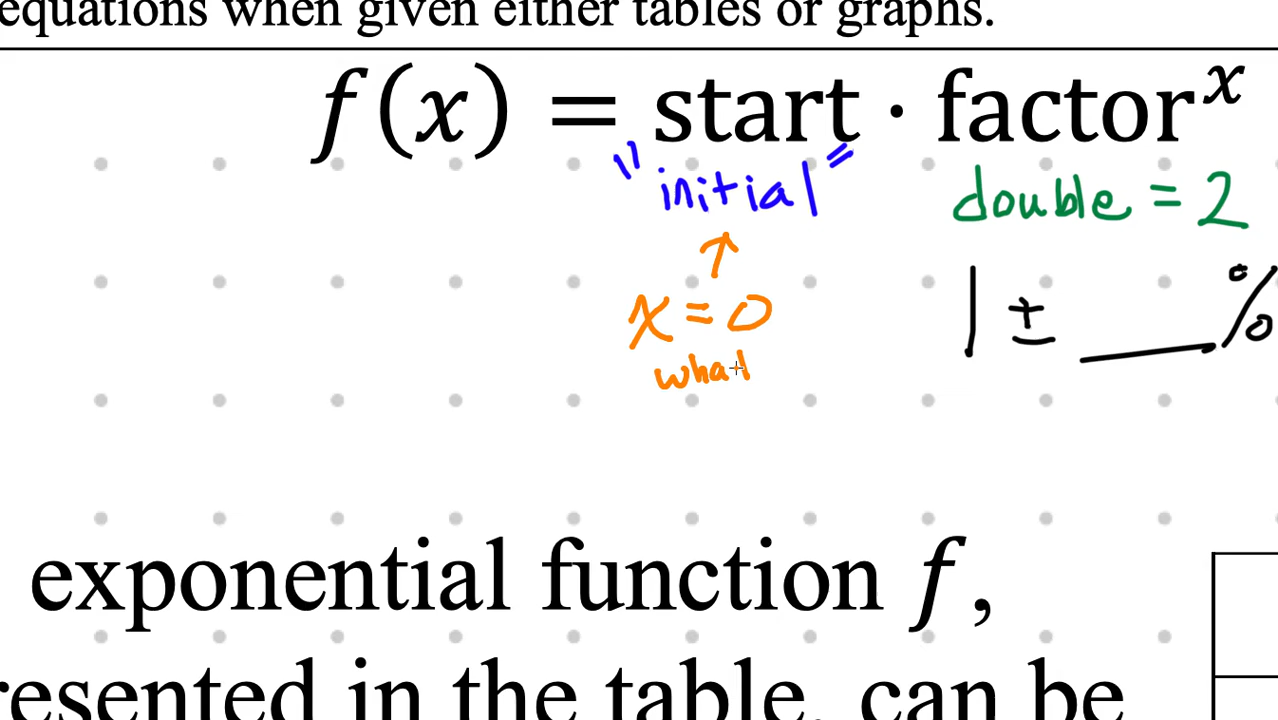 equations when given either tables or graphs.
f(x) = start · factor^x
"initial" double = 2
x = 0 1 ± ___%
what
exponential function f,
resented in the table, can be